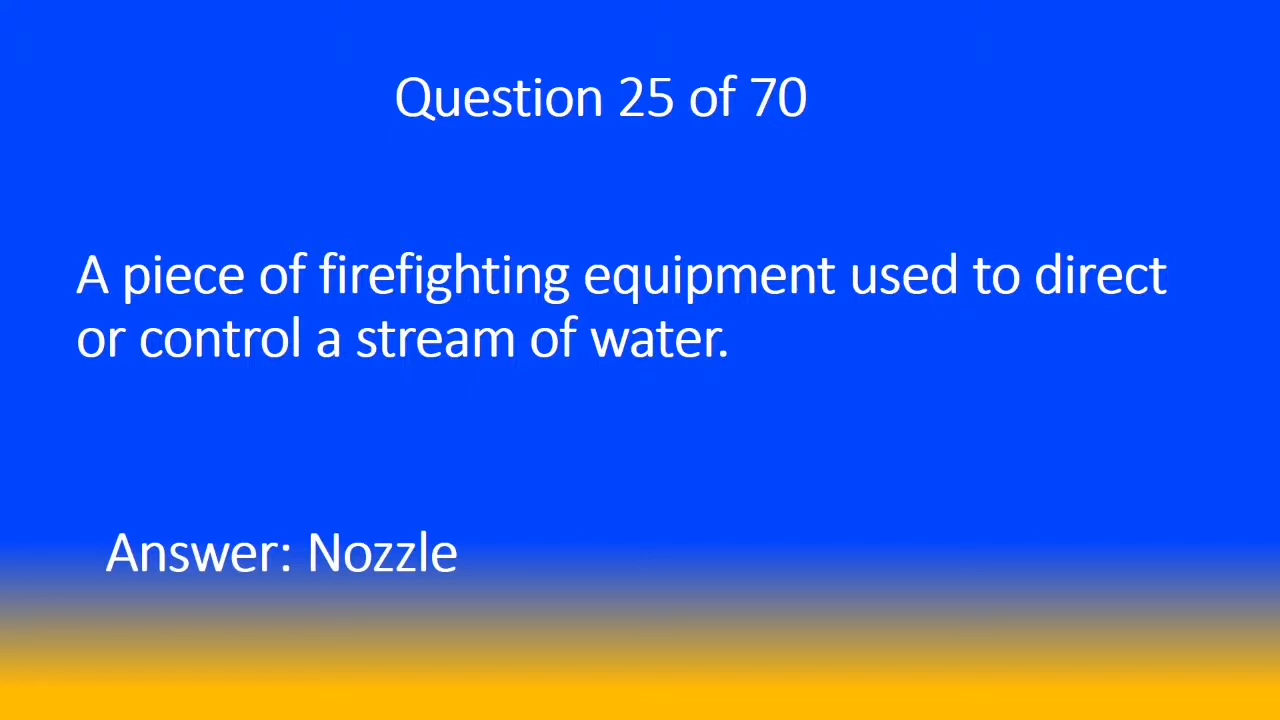 Question 25 of 70
A piece of firefighting equipment used to direct
or control a stream of water.
Answer: Nozzle